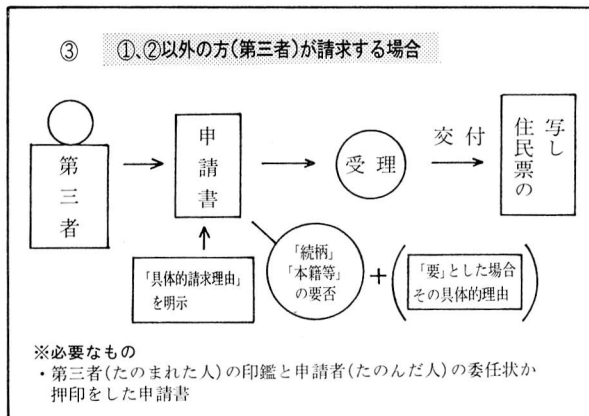 ③ ①、②以外の方(第三者)が請求する場合
第三者
申請書
受理
交付
住民票の
写し
「具体的請求理由」
を明示
「続柄」
「本籍等」
の要否
+
「要」とした場合
その具体的理由
※必要なもの
・第三者(たのまれた人)の印鑑と申請者(たのんだ人)の委任状か
押印をした申請書